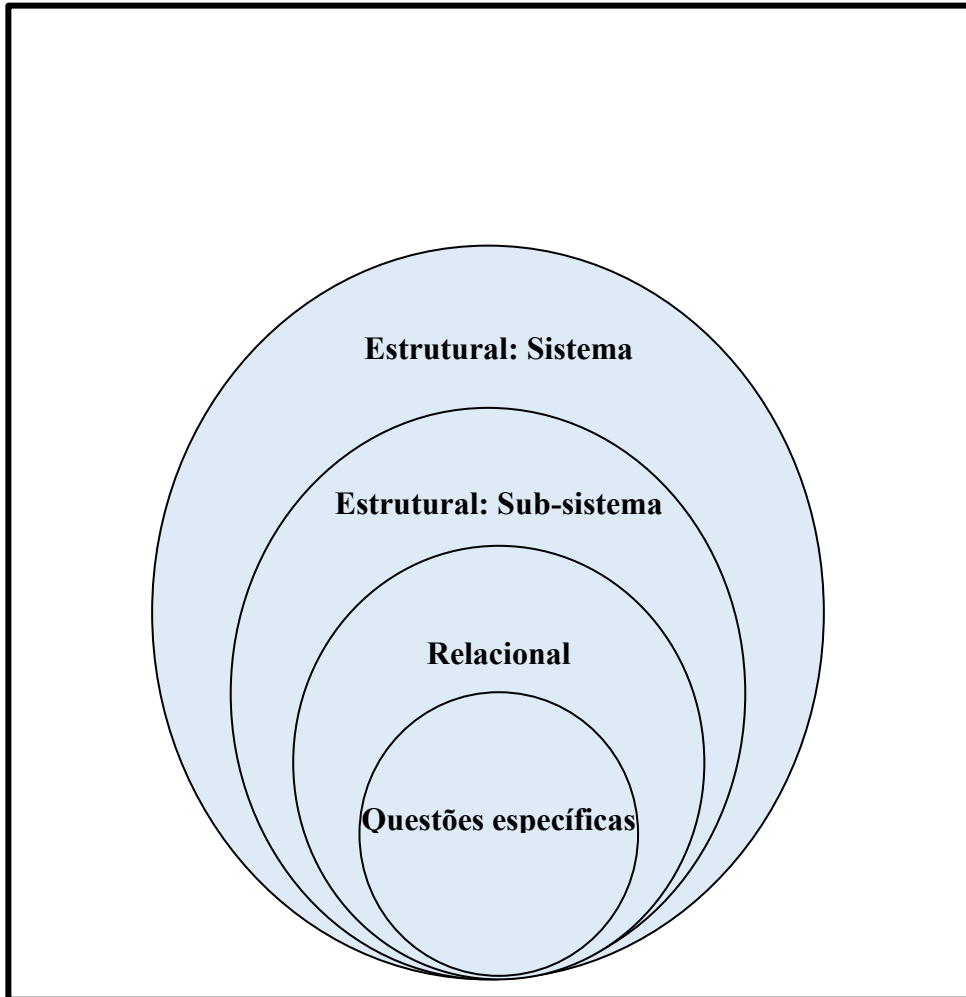 Estrutural: Sistema
Estrutural: Sub-sistema
Relacional
Questões específicas